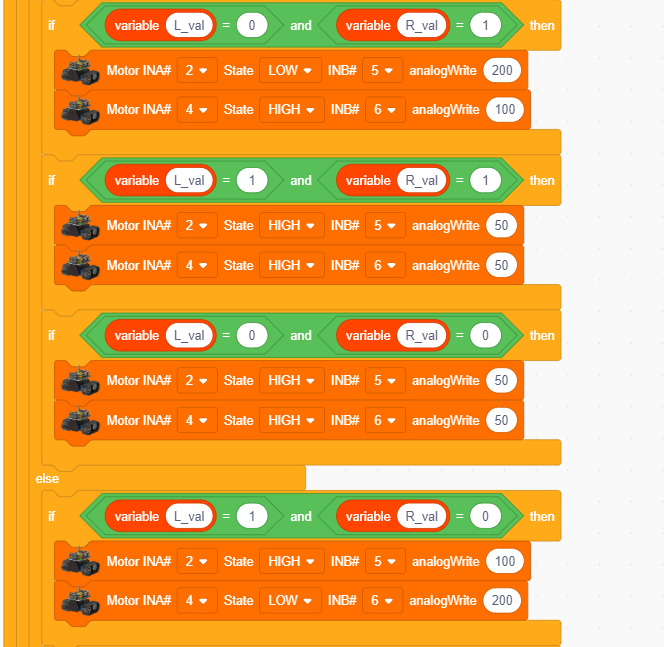 if variable L_val = 0 and variable R_val = 1 then
Motor INA# 2 State LOW INB# 5 analogWrite 200
Motor INA# 4 State HIGH INB# 6 analogWrite 100
if variable L_val = 1 and variable R_val = 1 then
Motor INA# 2 State HIGH INB# 5 analogWrite 50
Motor INA# 4 State HIGH INB# 6 analogWrite 50
if variable L_val = 0 and variable R_val = 0 then
Motor INA# 2 State HIGH INB# 5 analogWrite 50
Motor INA# 4 State HIGH INB# 6 analogWrite 50
else
if variable L_val = 1 and variable R_val = 0 then
Motor INA# 2 State HIGH INB# 5 analogWrite 100
Motor INA# 4 State LOW INB# 6 analogWrite 200